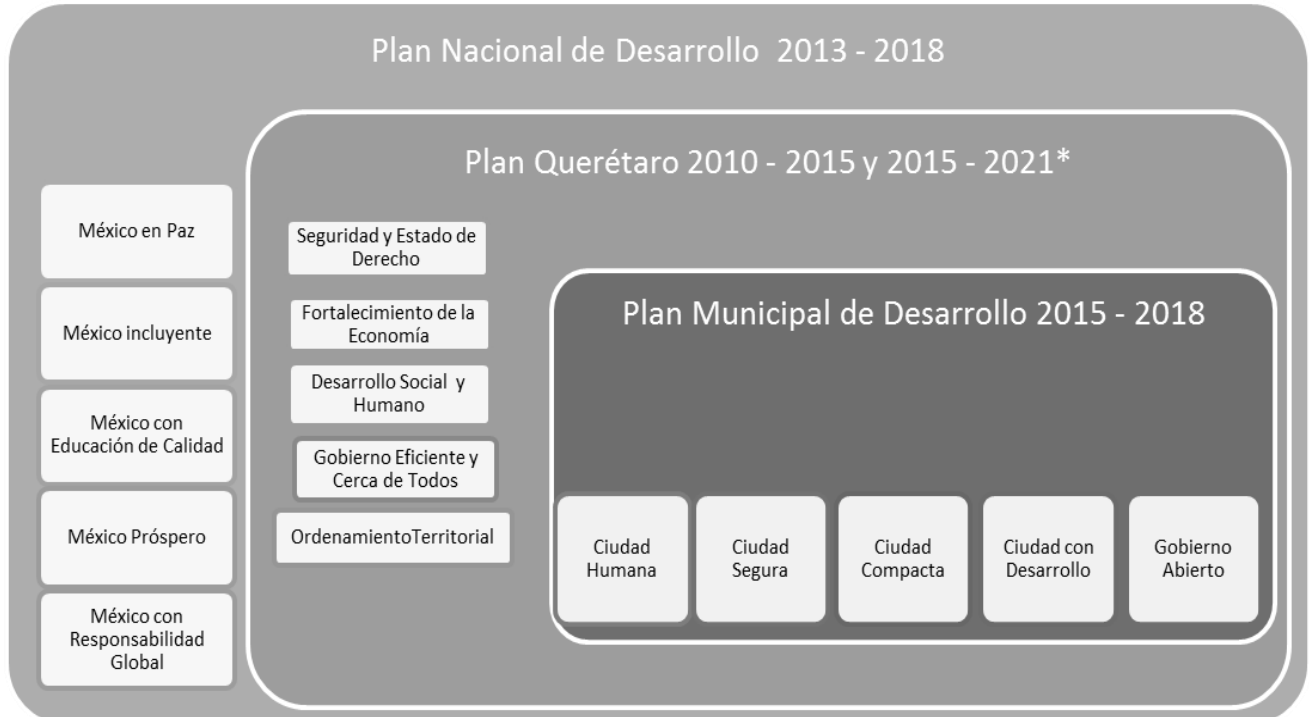 Plan Nacional de Desarrollo 2013 - 2018
Plan Querétaro 2010 - 2015 y 2015 - 2021*
México en Paz
México incluyente
México con
Educación de Calidad
México Próspero
México con
Responsabilidad
Global
Seguridad y Estado de
Derecho
Fortalecimiento de la
Economía
Desarrollo Social y
Humano
Gobierno Eficiente y
Cerca de Todos
OrdenamientoTerritorial
Plan Municipal de Desarrollo 2015 - 2018
Ciudad
Humana
Ciudad
Segura
Ciudad
Compacta
Ciudad con
Desarrollo
Gobierno
Abierto